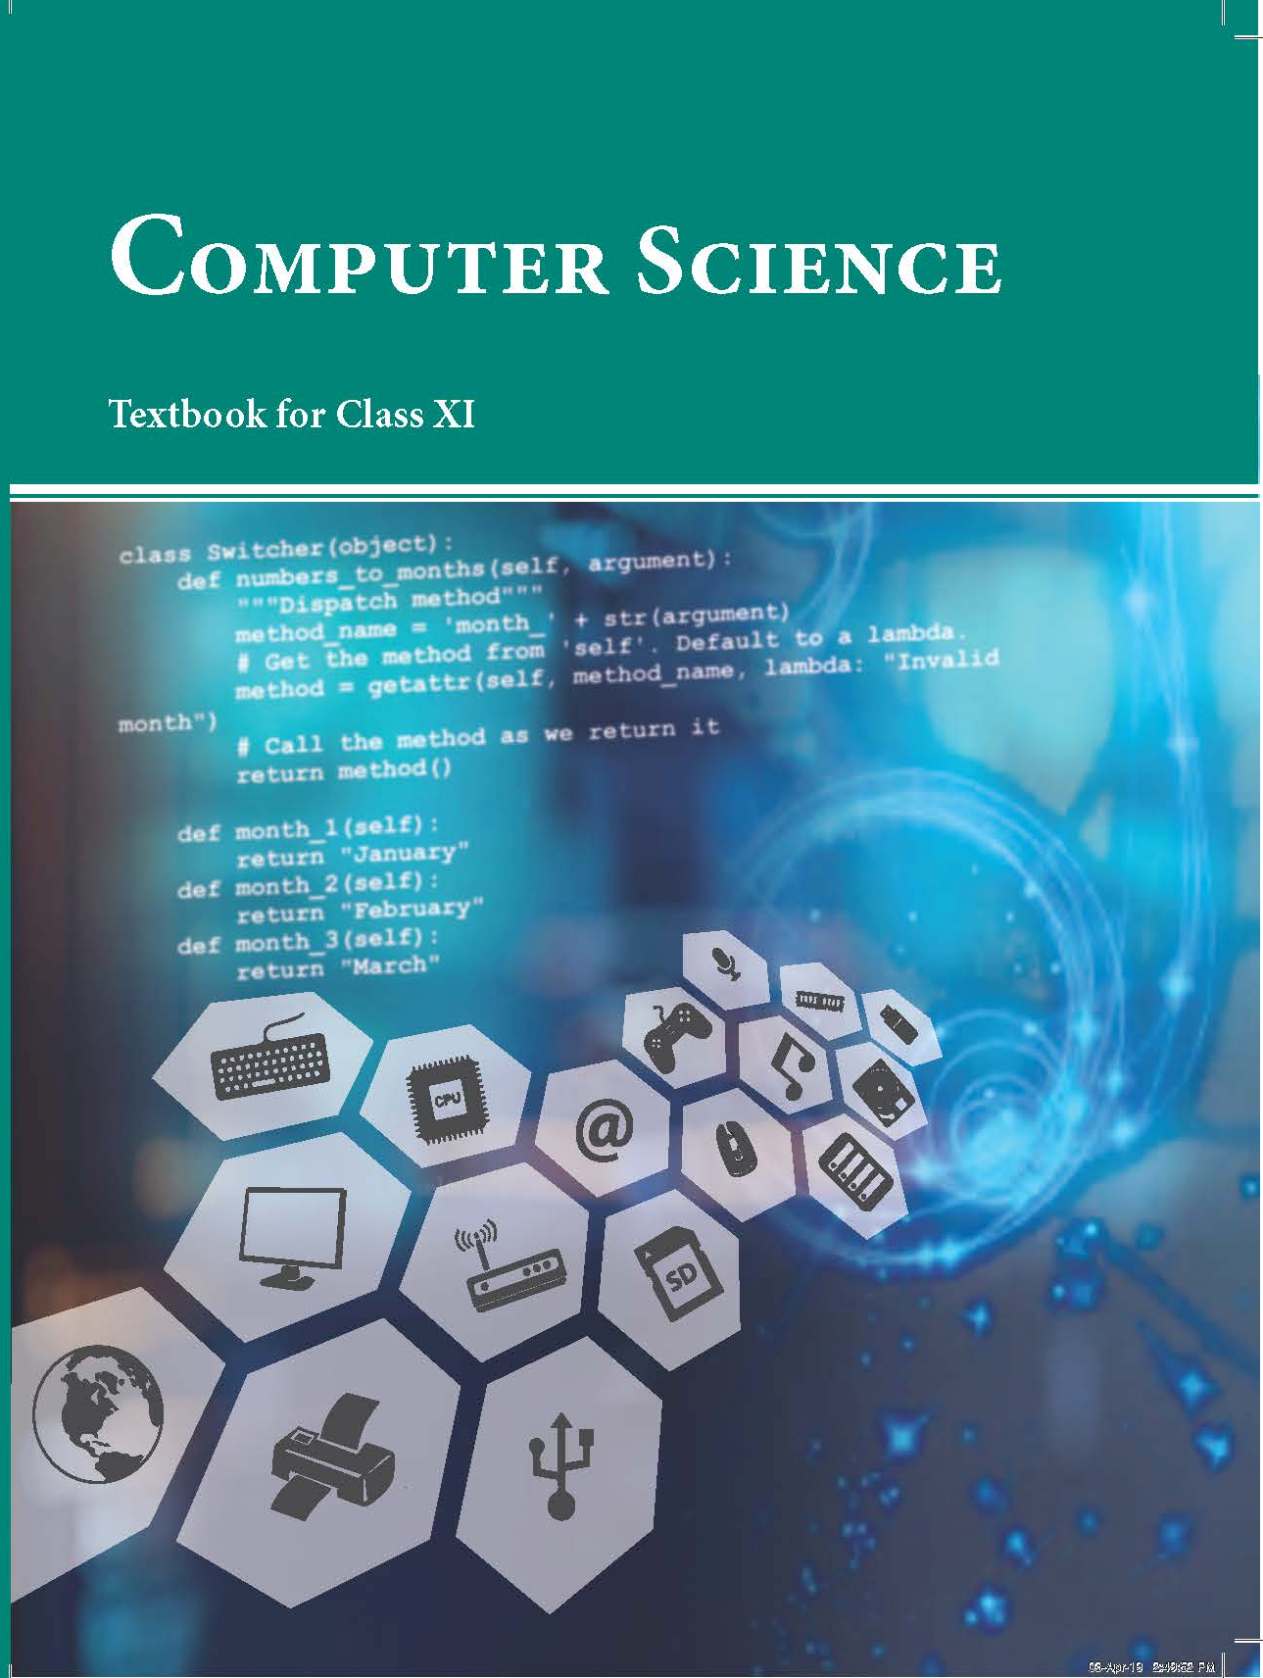 COMPUTER SCIENCE
Textbook for Class XI
class Switcher(object):
    def numbers_to_months(self, argument):
        """Dispatch method"""
        method_name = 'month_' + str(argument)
        # Get the method from 'self'. Default to a lambda.
        method = getattr(self, method_name, lambda: "Invalid
month")
        # Call the method as we return it
        return method()
    def month_1(self):
        return "January"
    def month_2(self):
        return "February"
    def month_3(self):
        return "March"
CPU
@
SD